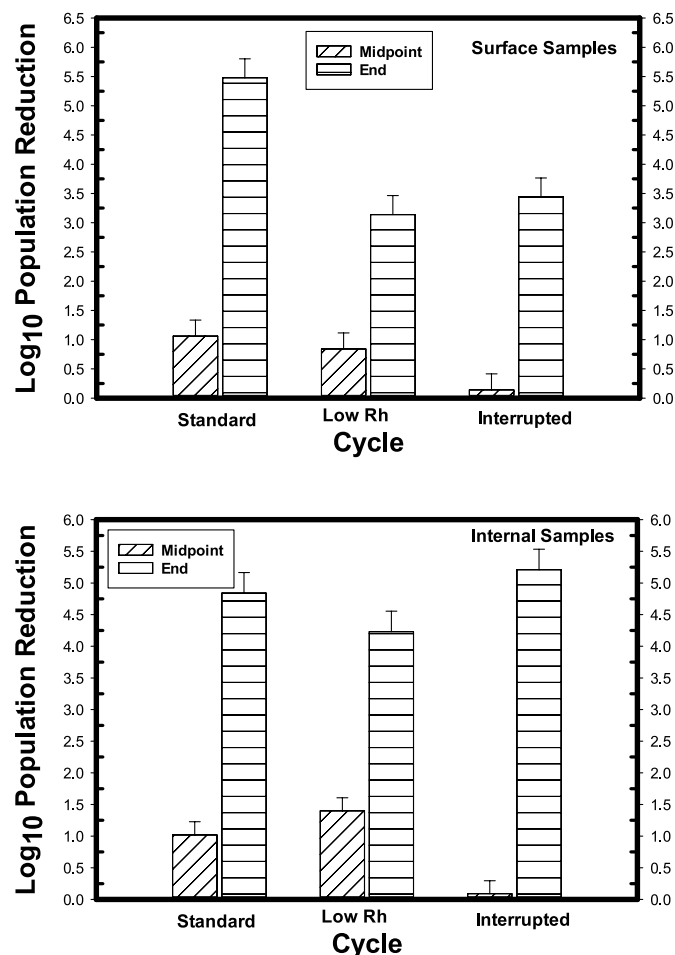 Surface Samples
Midpoint
End
6.5 6.5
6.0 6.0
5.5 5.5
5.0 5.0
4.5 4.5
4.0 4.0
3.5 3.5
3.0 3.0
2.5 2.5
2.0 2.0
1.5 1.5
1.0 1.0
0.5 0.5
0.0 0.0
Log10 Population Reduction
Standard Low Rh Interrupted
Cycle
Internal Samples
Midpoint
End
6.0 6.0
5.5 5.5
5.0 5.0
4.5 4.5
4.0 4.0
3.5 3.5
3.0 3.0
2.5 2.5
2.0 2.0
1.5 1.5
1.0 1.0
0.5 0.5
0.0 0.0
Log10 Population Reduction
Standard Low Rh Interrupted
Cycle